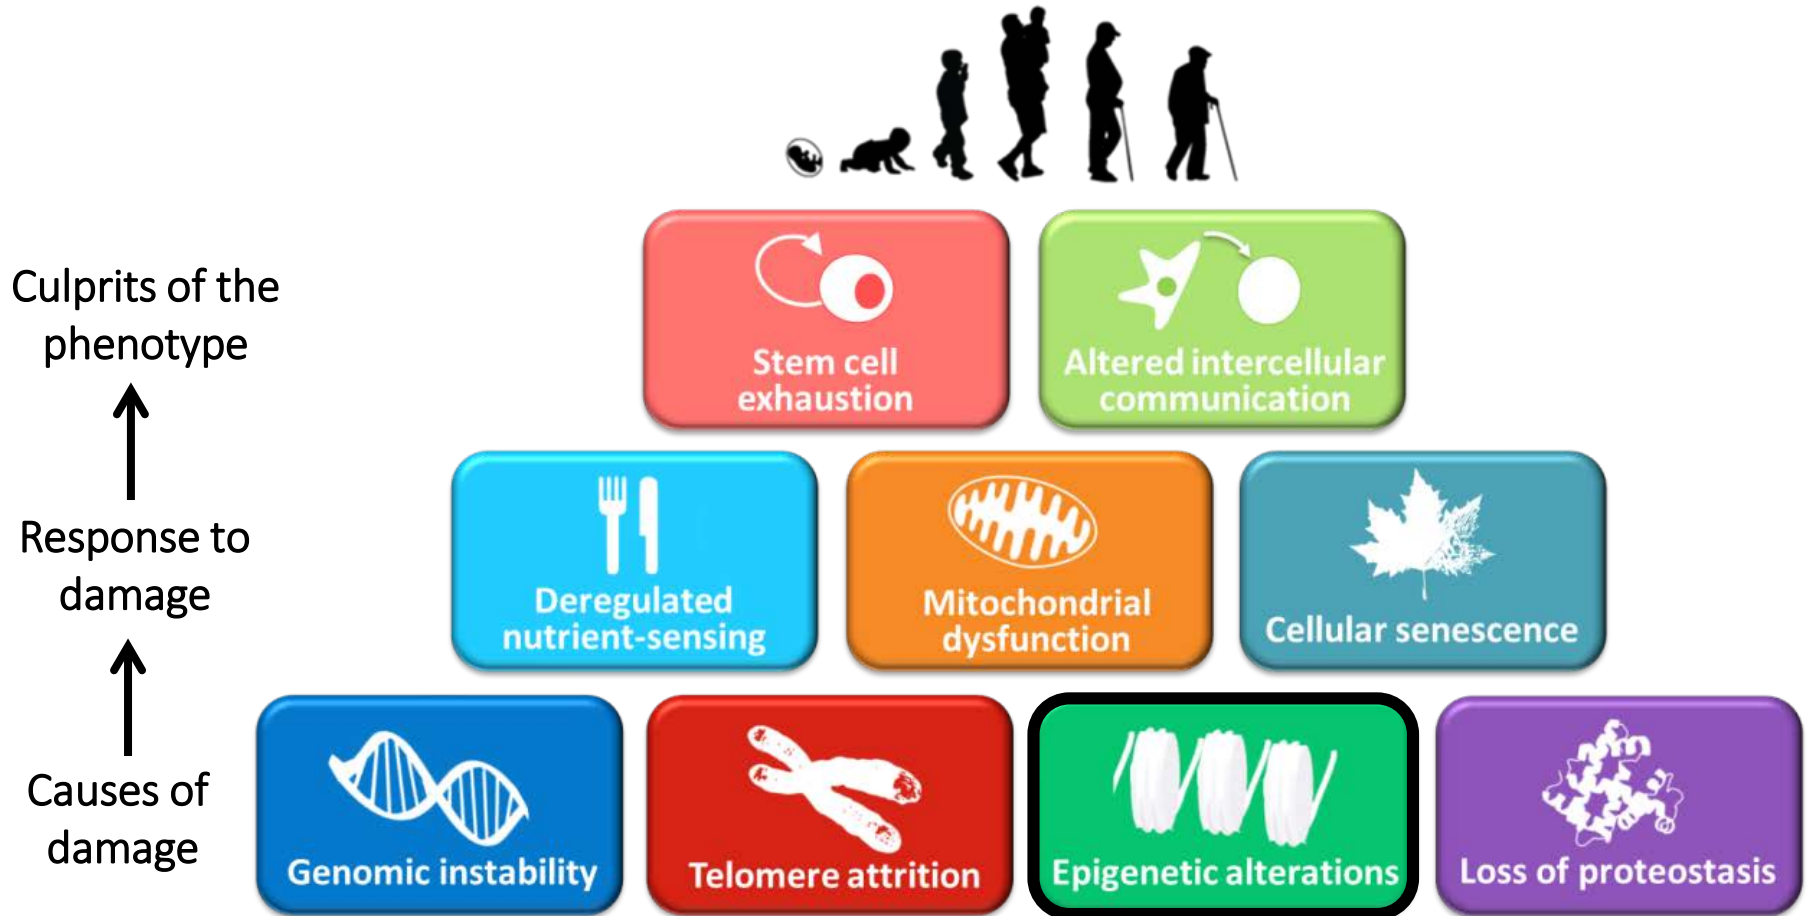 Culprits of the
phenotype
Stem cell
exhaustion
Altered intercellular
communication
Response to
damage
Deregulated
nutrient-sensing
Mitochondrial
dysfunction
Cellular senescence
Causes of
damage
Genomic instability
Telomere attrition
Epigenetic alterations
Loss of proteostasis